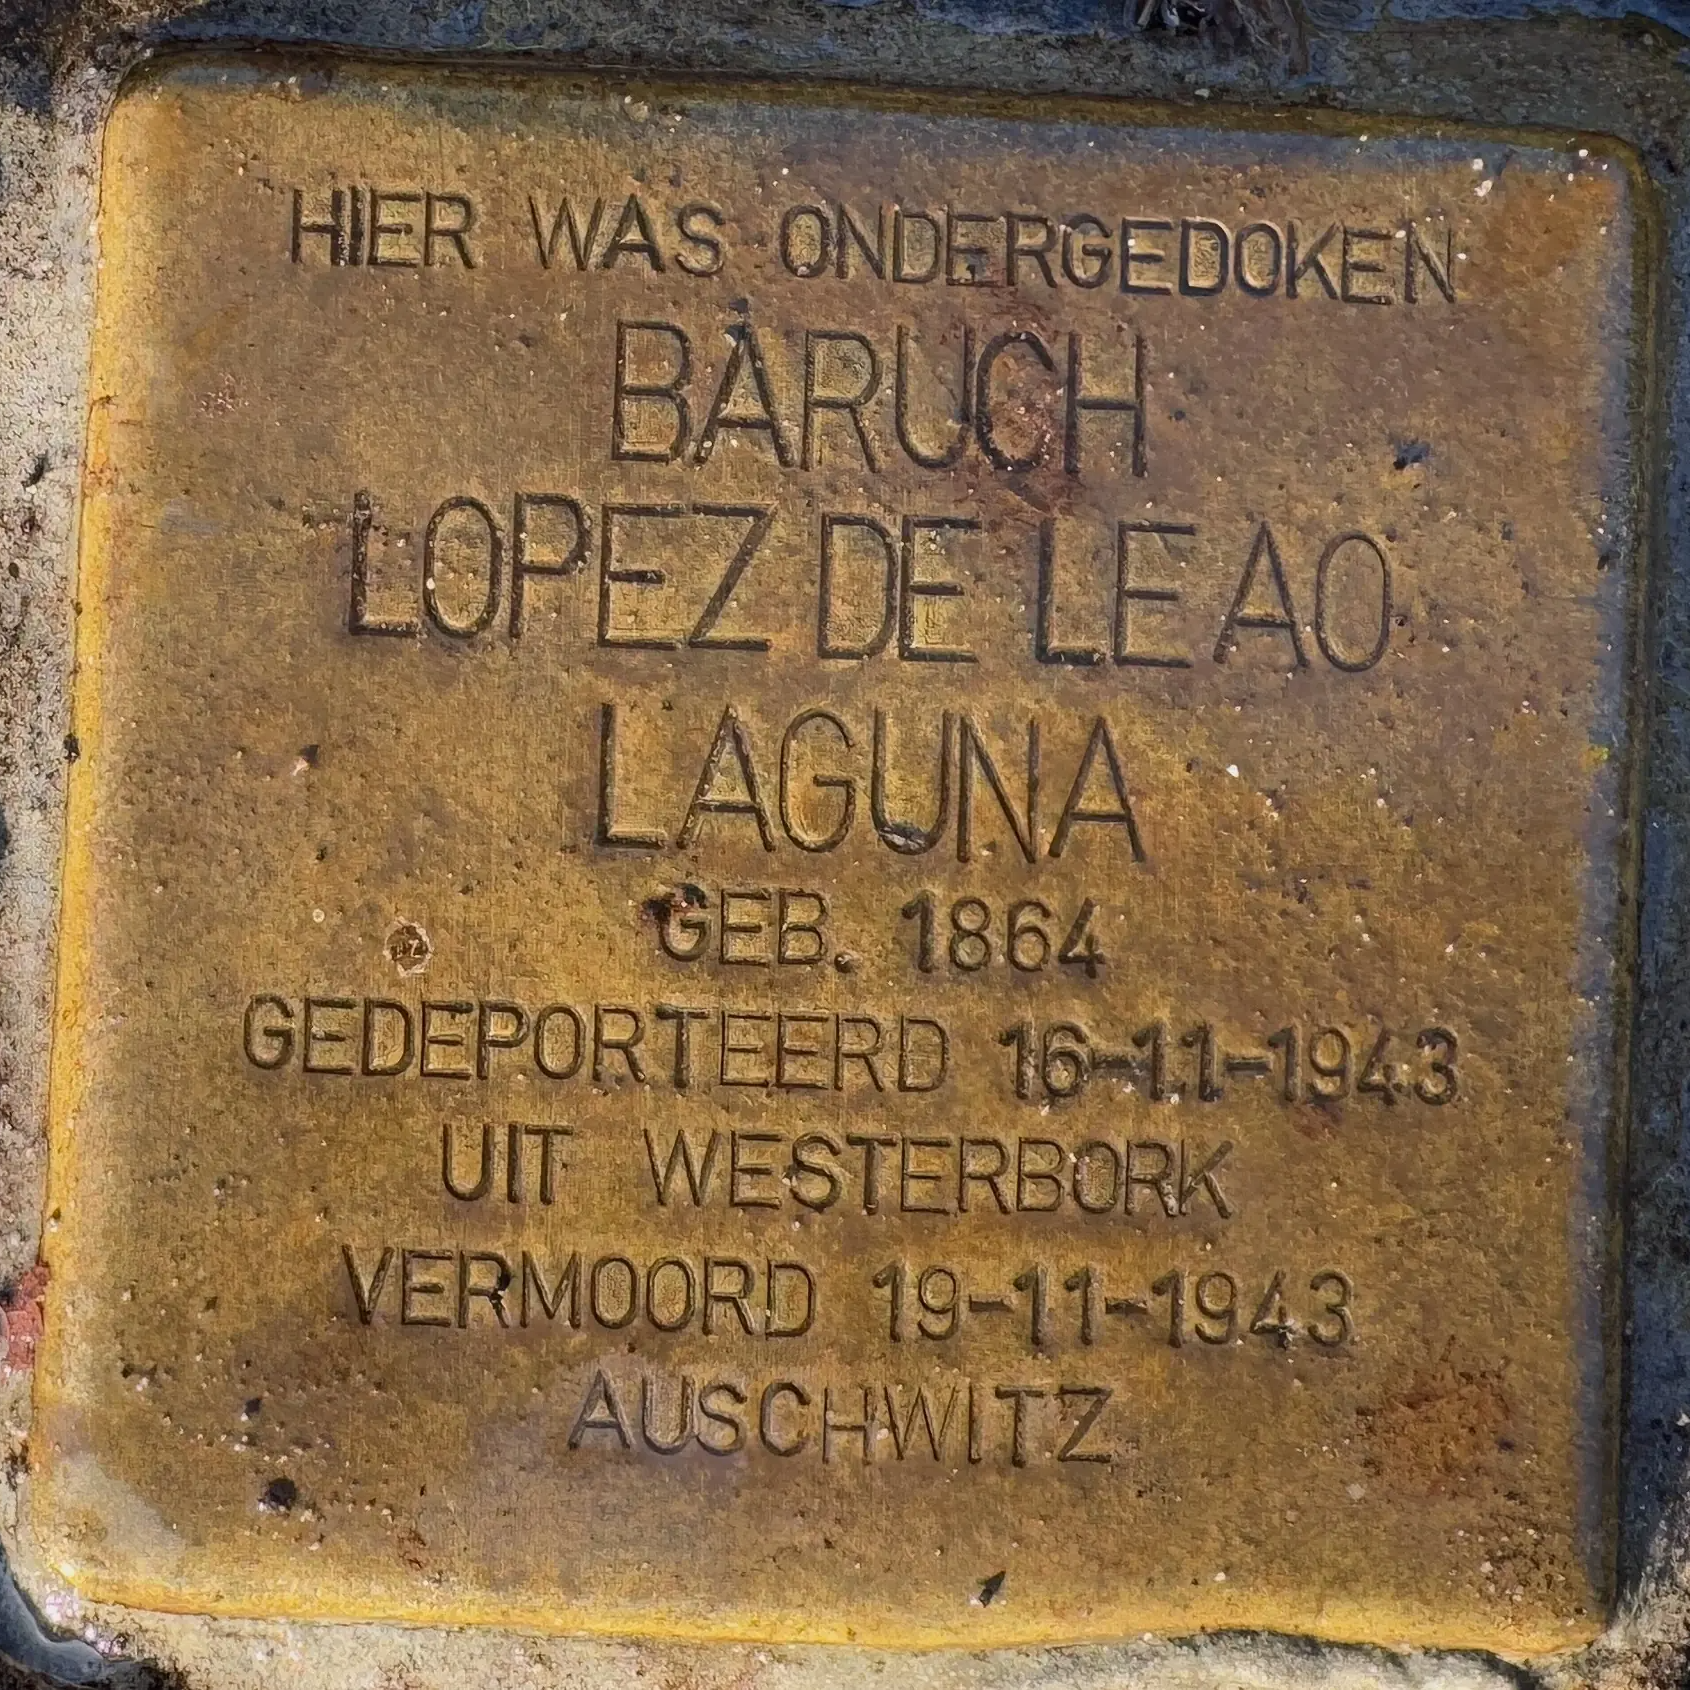 HIER WAS ONDERGEDOKEN
BARUCH
LOPEZ DE LEAO
LAGUNA
GEB. 1864
GEDEPORTEERD 16-11-1943
UIT WESTERBORK
VERMOORD 19-11-1943
AUSCHWITZ